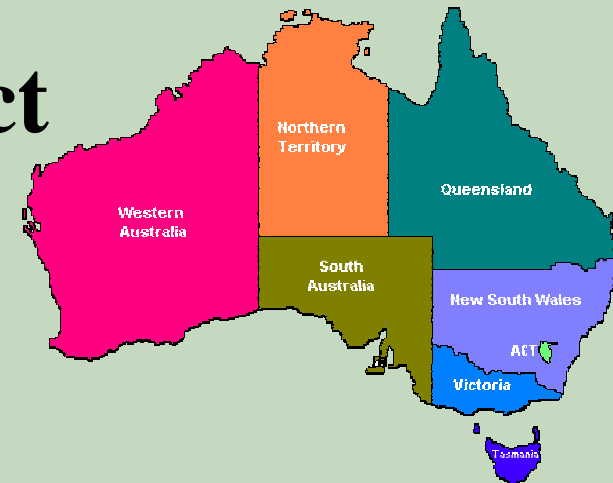 ct
Northern
Territory
Queensland
Western
Australia
South
Australia
New South Wales
ACT
Victoria
Tasmania